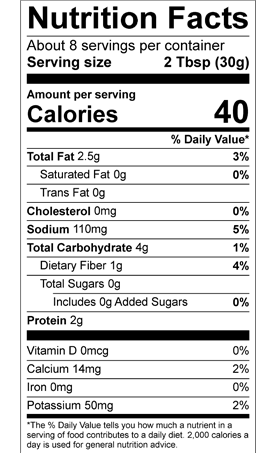 Nutrition Facts
About 8 servings per container
Serving size 2 Tbsp (30g)
Amount per serving
Calories 40
% Daily Value*
Total Fat 2.5g 3%
Saturated Fat 0g 0%
Trans Fat 0g
Cholesterol 0mg 0%
Sodium 110mg 5%
Total Carbohydrate 4g 1%
Dietary Fiber 1g 4%
Total Sugars 0g
Includes 0g Added Sugars 0%
Protein 2g
Vitamin D 0mcg 0%
Calcium 14mg 2%
Iron 0mg 0%
Potassium 50mg 2%
*The % Daily Value tells you how much a nutrient in a
serving of food contributes to a daily diet. 2,000 calories a
day is used for general nutrition advice.